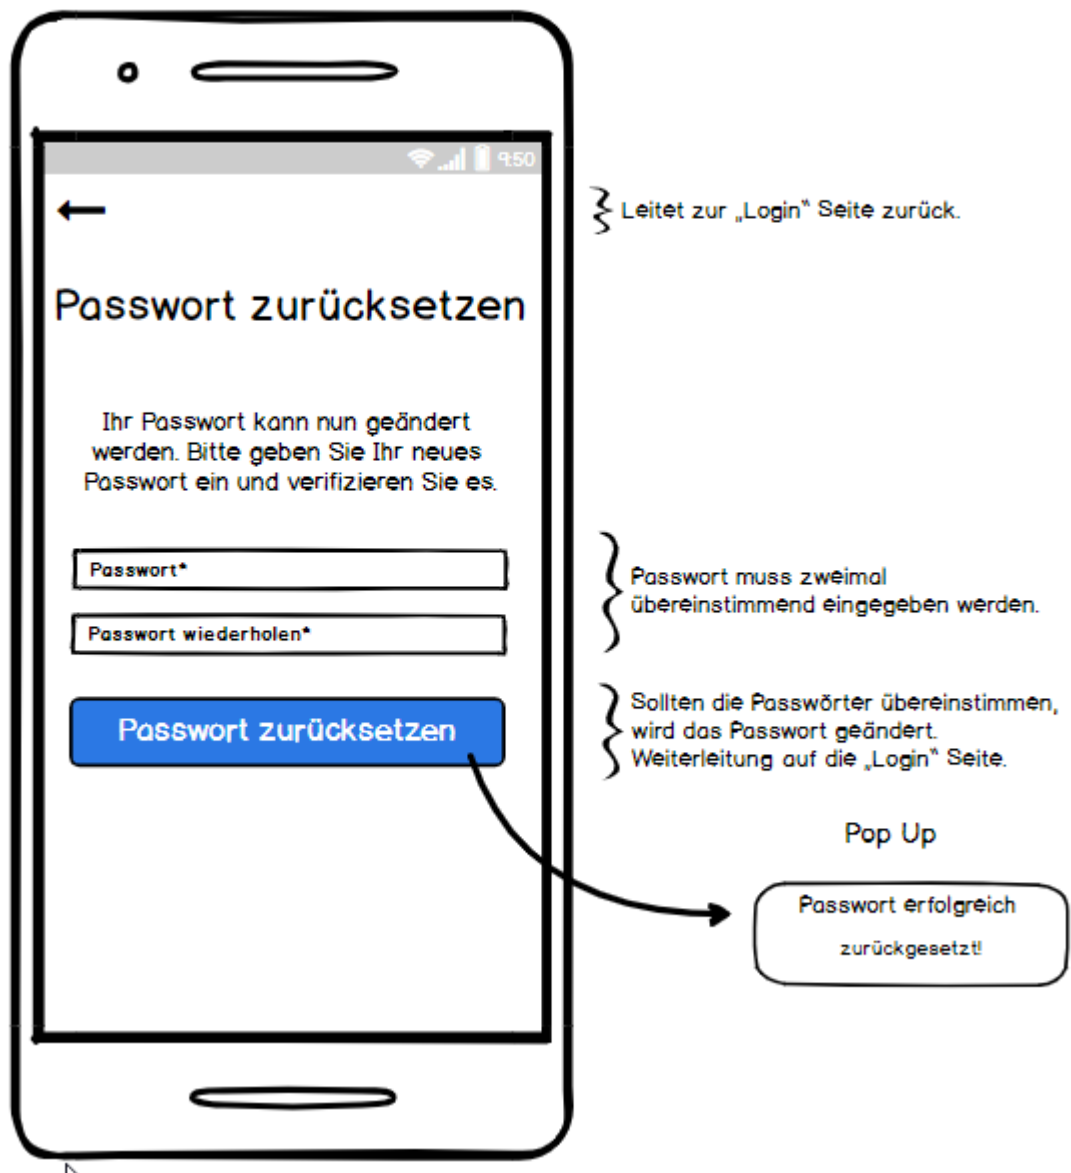 9:50
Leitet zur „Login“ Seite zurück.
Passwort zurücksetzen
Ihr Passwort kann nun geändert
werden. Bitte geben Sie Ihr neues
Passwort ein und verifizieren Sie es.
Passwort*
Passwort wiederholen*
Passwort muss zweimal
übereinstimmend eingegeben werden.
Passwort zurücksetzen
Sollten die Passwörter übereinstimmen,
wird das Passwort geändert.
Weiterleitung auf die „Login“ Seite.
Pop Up
Passwort erfolgreich
zurückgesetzt!